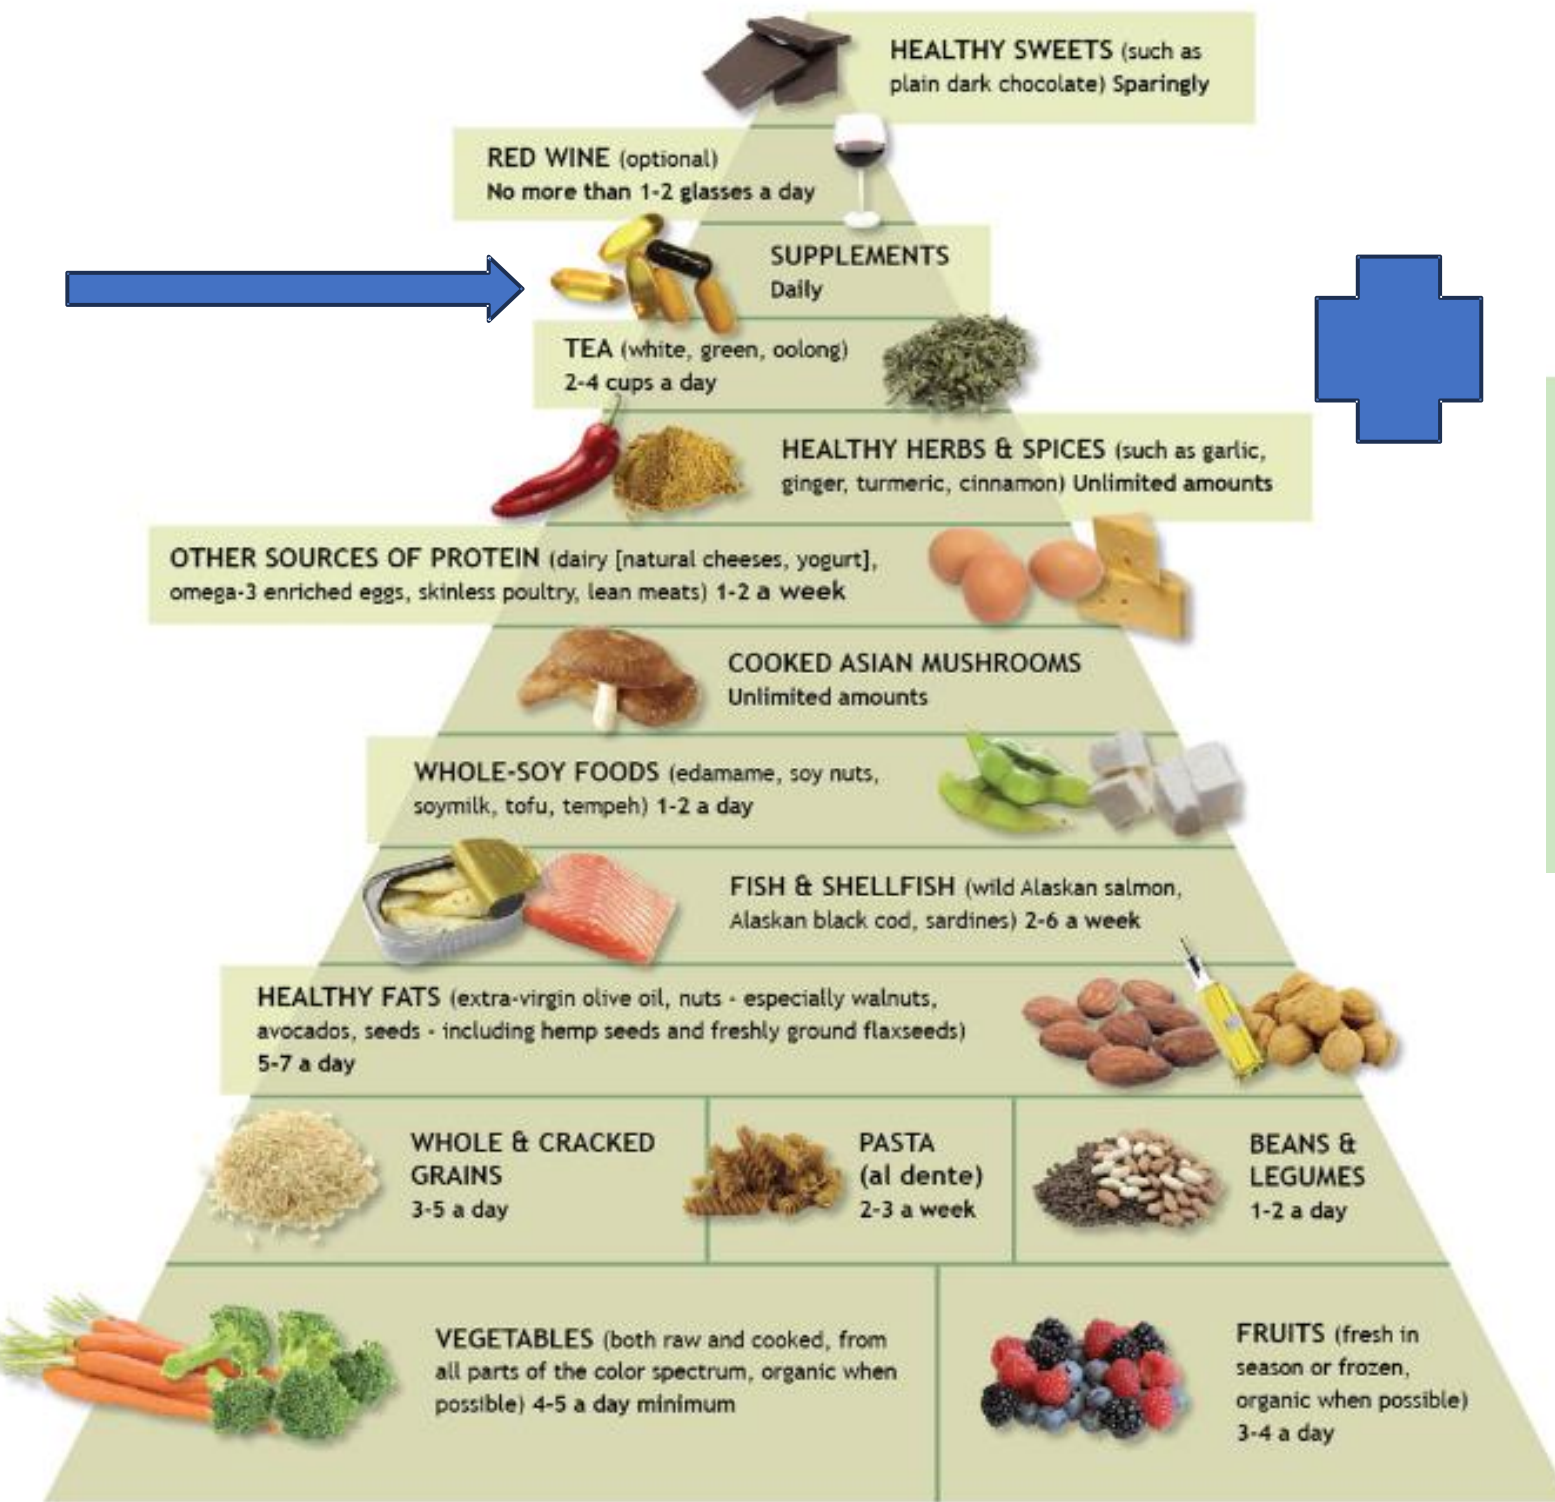 HEALTHY SWEETS (such as
plain dark chocolate) Sparingly
RED WINE (optional)
No more than 1-2 glasses a day
SUPPLEMENTS
Daily
TEA (white, green, oolong)
2-4 cups a day
HEALTHY HERBS & SPICES (such as garlic,
ginger, turmeric, cinnamon) Unlimited amounts
OTHER SOURCES OF PROTEIN (dairy [natural cheeses, yogurt],
omega-3 enriched eggs, skinless poultry, lean meats) 1-2 a week
COOKED ASIAN MUSHROOMS
Unlimited amounts
WHOLE-SOY FOODS (edamame, soy nuts,
soymilk, tofu, tempeh) 1-2 a day
FISH & SHELLFISH (wild Alaskan salmon,
Alaskan black cod, sardines) 2-6 a week
HEALTHY FATS (extra-virgin olive oil, nuts - especially walnuts,
avocados, seeds - including hemp seeds and freshly ground flaxseeds)
5-7 a day
WHOLE & CRACKED
GRAINS
3-5 a day
PASTA
(al dente)
2-3 a week
BEANS &
LEGUMES
1-2 a day
VEGETABLES (both raw and cooked, from
all parts of the color spectrum, organic when
possible) 4-5 a day minimum
FRUITS (fresh in
season or frozen,
organic when possible)
3-4 a day